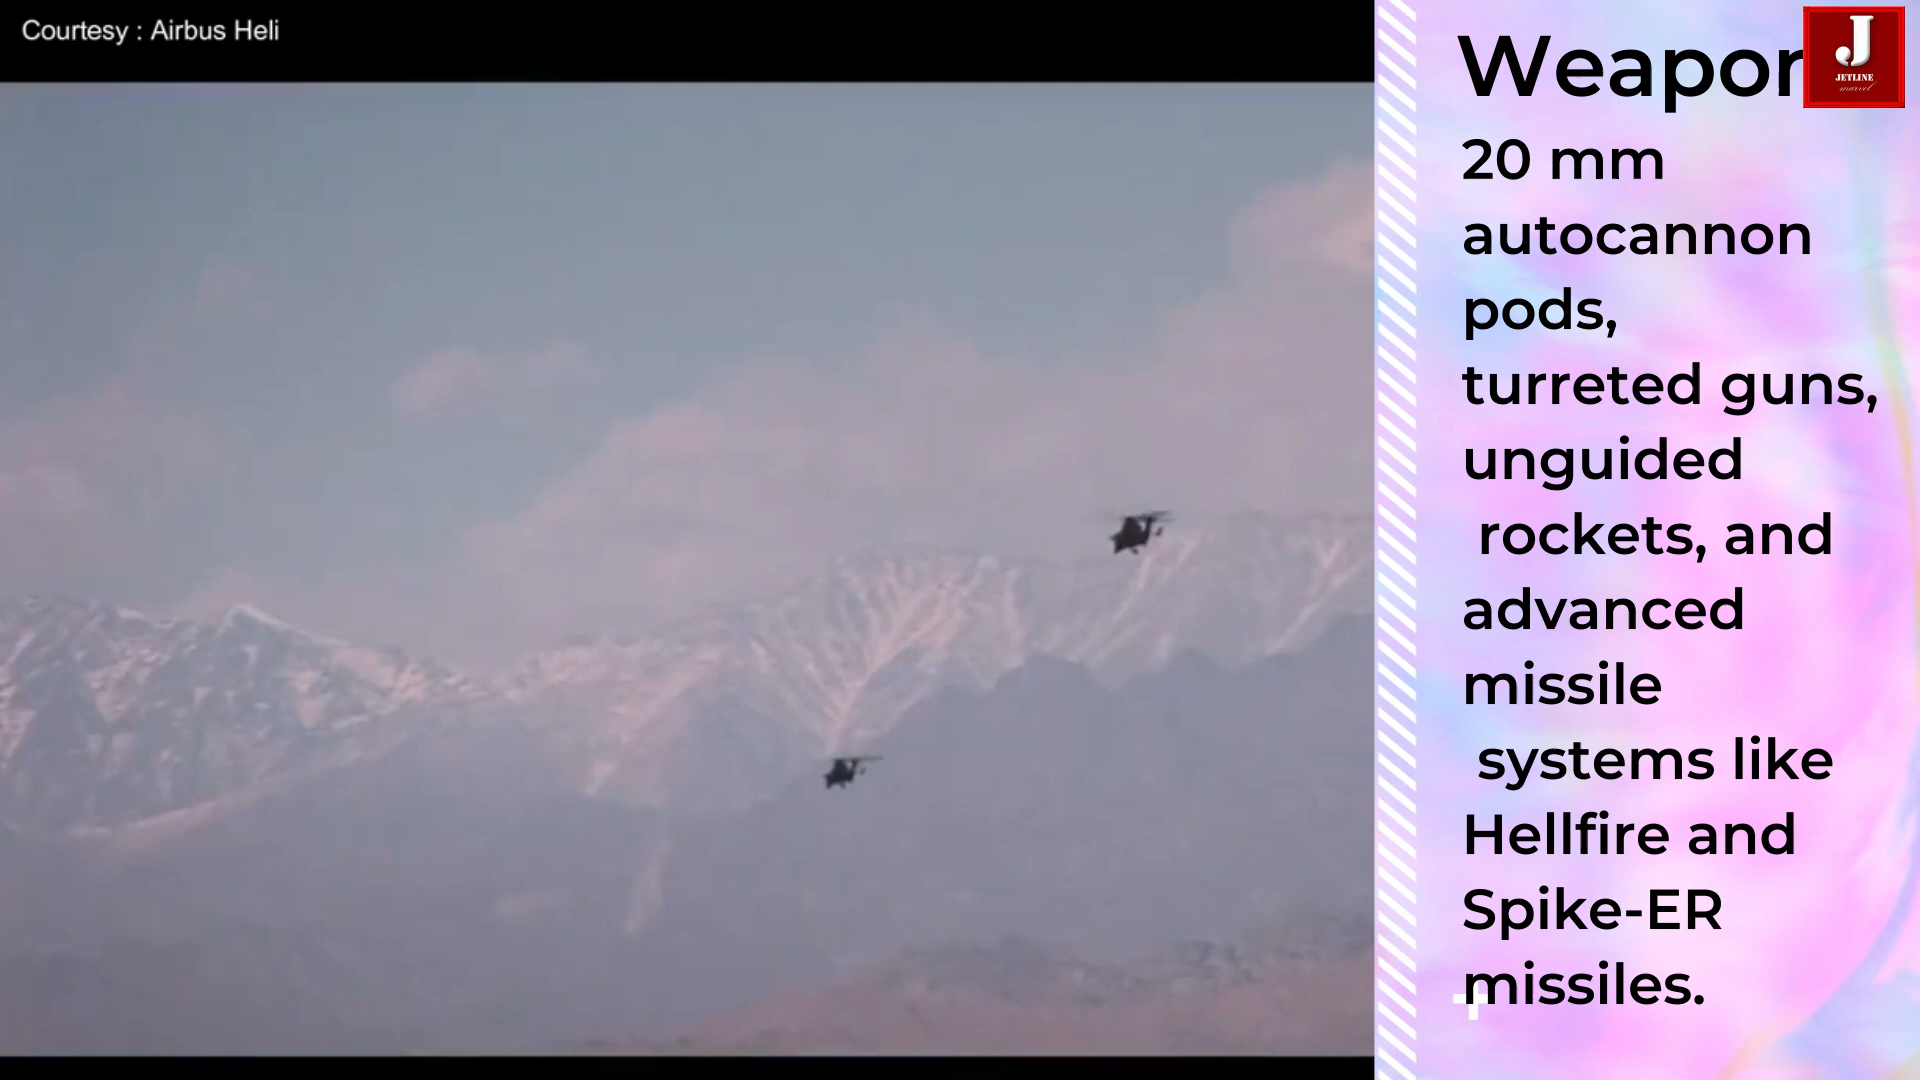 Courtesy : Airbus Heli
Weapon
J
JETLINE
marvel
20 mm
autocannon
pods,
turreted guns,
unguided
rockets, and
advanced
missile
systems like
Hellfire and
Spike-ER
missiles.